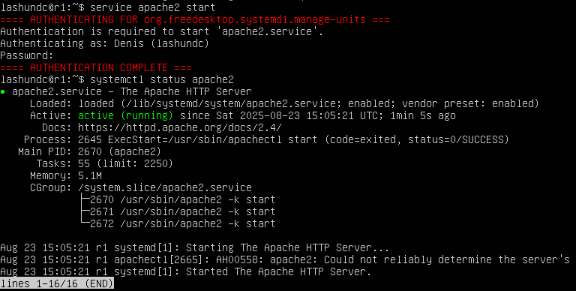 lashundc@r1:~$ service apache2 start
==== AUTHENTICATING FOR org.freedesktop.systemd1.manage-units ===
Authentication is required to start 'apache2.service'.
Authenticating as: Denis (lashundc)
Password:
==== AUTHENTICATION COMPLETE ===
lashundc@r1:~$ systemctl status apache2
● apache2.service - The Apache HTTP Server
Loaded: loaded (/lib/systemd/system/apache2.service; enabled; vendor preset: enabled)
Active: active (running) since Sat 2025-08-23 15:05:21 UTC; 1min 5s ago
Docs: https://httpd.apache.org/docs/2.4/
Process: 2645 ExecStart=/usr/sbin/apachectl start (code=exited, status=0/SUCCESS)
Main PID: 2670 (apache2)
Tasks: 55 (limit: 2250)
Memory: 5.1M
CGroup: /system.slice/apache2.service
├─2670 /usr/sbin/apache2 -k start
├─2671 /usr/sbin/apache2 -k start
└─2672 /usr/sbin/apache2 -k start
Aug 23 15:05:21 r1 systemd[1]: Starting The Apache HTTP Server...
Aug 23 15:05:21 r1 apachectl[2665]: AH00558: apache2: Could not reliably determine the server's
Aug 23 15:05:21 r1 systemd[1]: Started The Apache HTTP Server.
lines 1-16/16 (END)